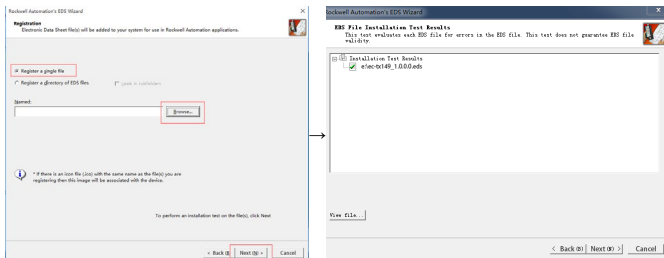 Rockwell Automation's EDS Wizard
Registration
Electronic Data Sheet file(s) will be added to your system for use in Rockwell Automation applications.
Register a single file
Register a directory of EDS files
Look in subfolders
Named:
Browse...
* If there is an icon file (.ico) with the same name as the file(s) you are
registering then this image will be associated with the device.
To perform an installation test on the file(s), click Next
< Back (B)
Next (N) >
Cancel
Rockwell Automation's EDS Wizard
EDS File Installation Test Results
This test evaluates each EDS file for errors in the EDS file. This test does not guarantee EDS file
validity.
Installation Test Results
e:\ec-tx149_1.0.0.0.eds
View file...
< Back (B)
Next (N) >
Cancel